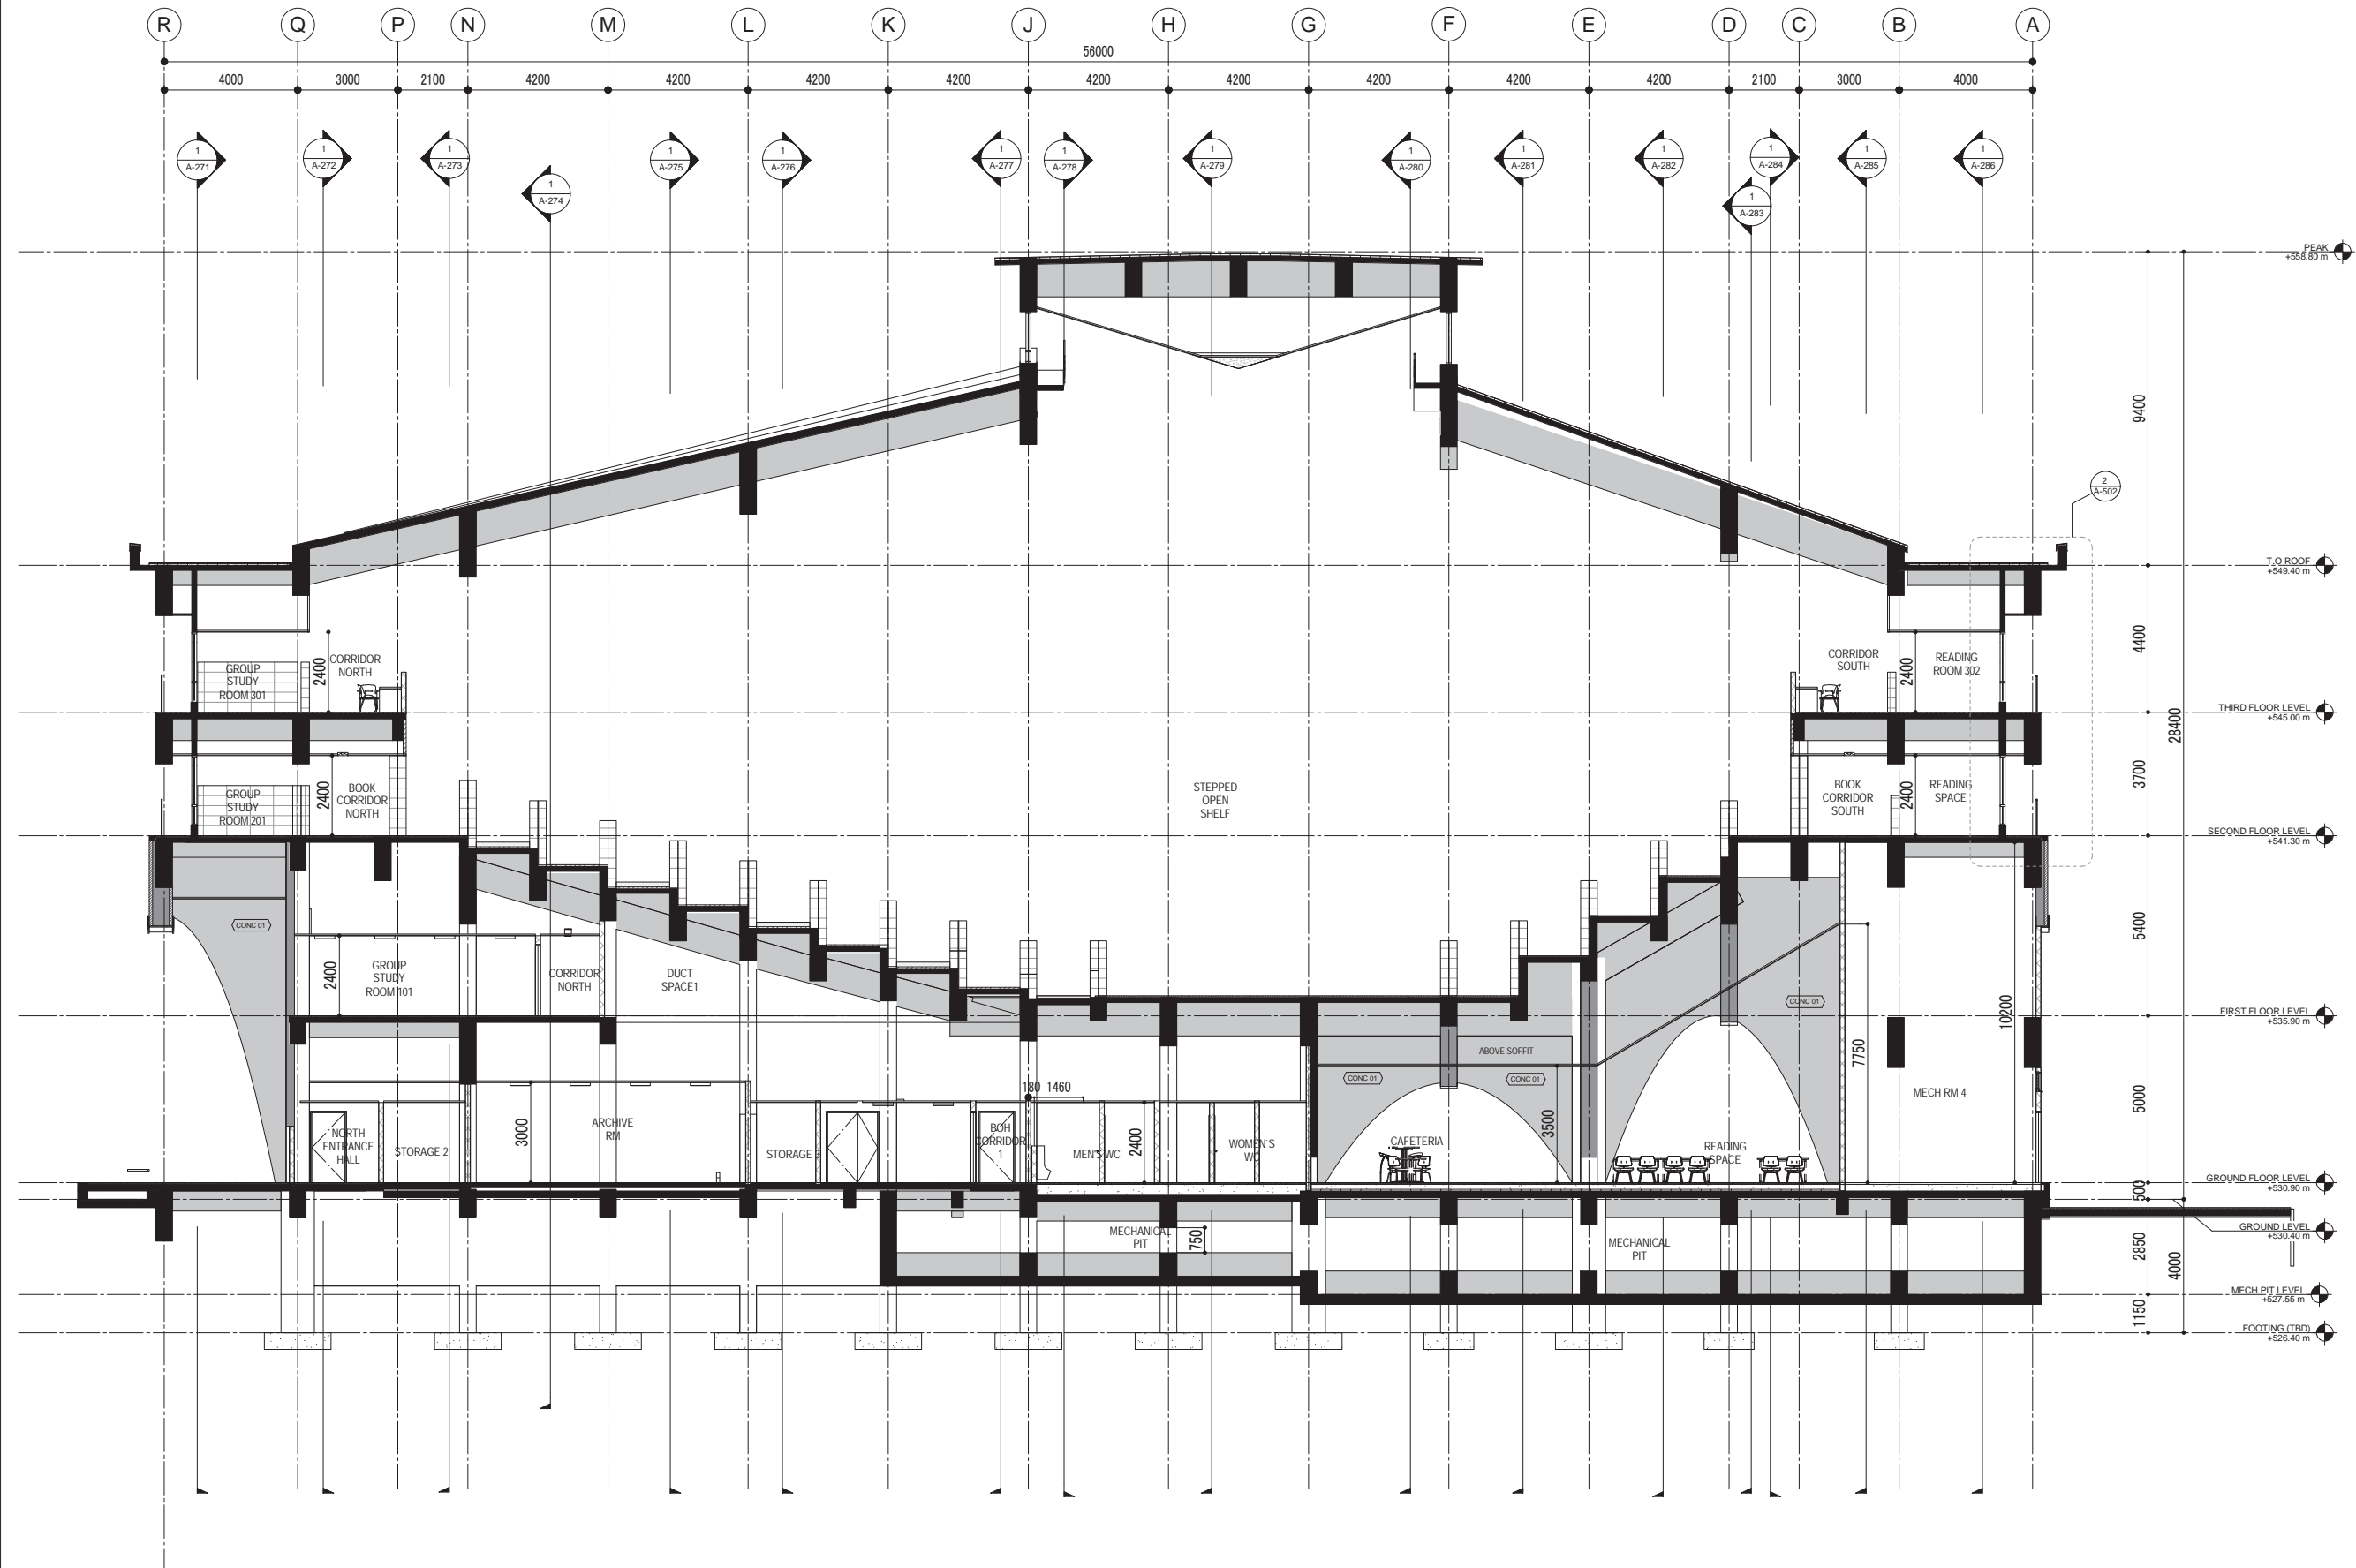 R Q P N M L K J H G F E D C B A
56000
4000 3000 2100 4200 4200 4200 4200 4200 4200 4200 4200 4200 2100 3000 4000
1
A-271
1
A-272
1
A-273
1
A-274
1
A-275
1
A-276
1
A-277
1
A-278
1
A-279
1
A-280
1
A-281
1
A-282
1
A-283
1
A-284
1
A-285
1
A-286
PEAK
+558.80 m
9400
2
A-502
T.O ROOF
+549.40 m
4400
GROUP
STUDY
ROOM 301
2400
CORRIDOR
NORTH
CORRIDOR
SOUTH
2400
READING
ROOM 302
THIRD FLOOR LEVEL
+545.00 m
28400
3700
GROUP
STUDY
ROOM 201
2400
BOOK
CORRIDOR
NORTH
STEPPED
OPEN
SHELF
BOOK
CORRIDOR
SOUTH
2400
READING
SPACE
SECOND FLOOR LEVEL
+541.30 m
5400
CONC 01
2400
GROUP
STUDY
ROOM 101
CORRIDOR
NORTH
DUCT
SPACE1
CONC 01
10200
FIRST FLOOR LEVEL
+535.90 m
7750
ABOVE SOFFIT
CONC 01
CONC 01
180 1460
5000
MECH RM 4
NORTH
ENTRANCE
HALL
STORAGE 2
3000
ARCHIVE
RM
STORAGE 3
BOH
CORRIDOR
1
MEN'S WC
2400
WOMEN'S
WC
CAFETERIA
3500
READING
SPACE
GROUND FLOOR LEVEL
+530.90 m
500
GROUND LEVEL
+530.40 m
MECHANICAL
PIT
750
MECHANICAL
PIT
2850
4000
MECH PIT LEVEL
+527.55 m
1150
FOOTING (TBD)
+526.40 m